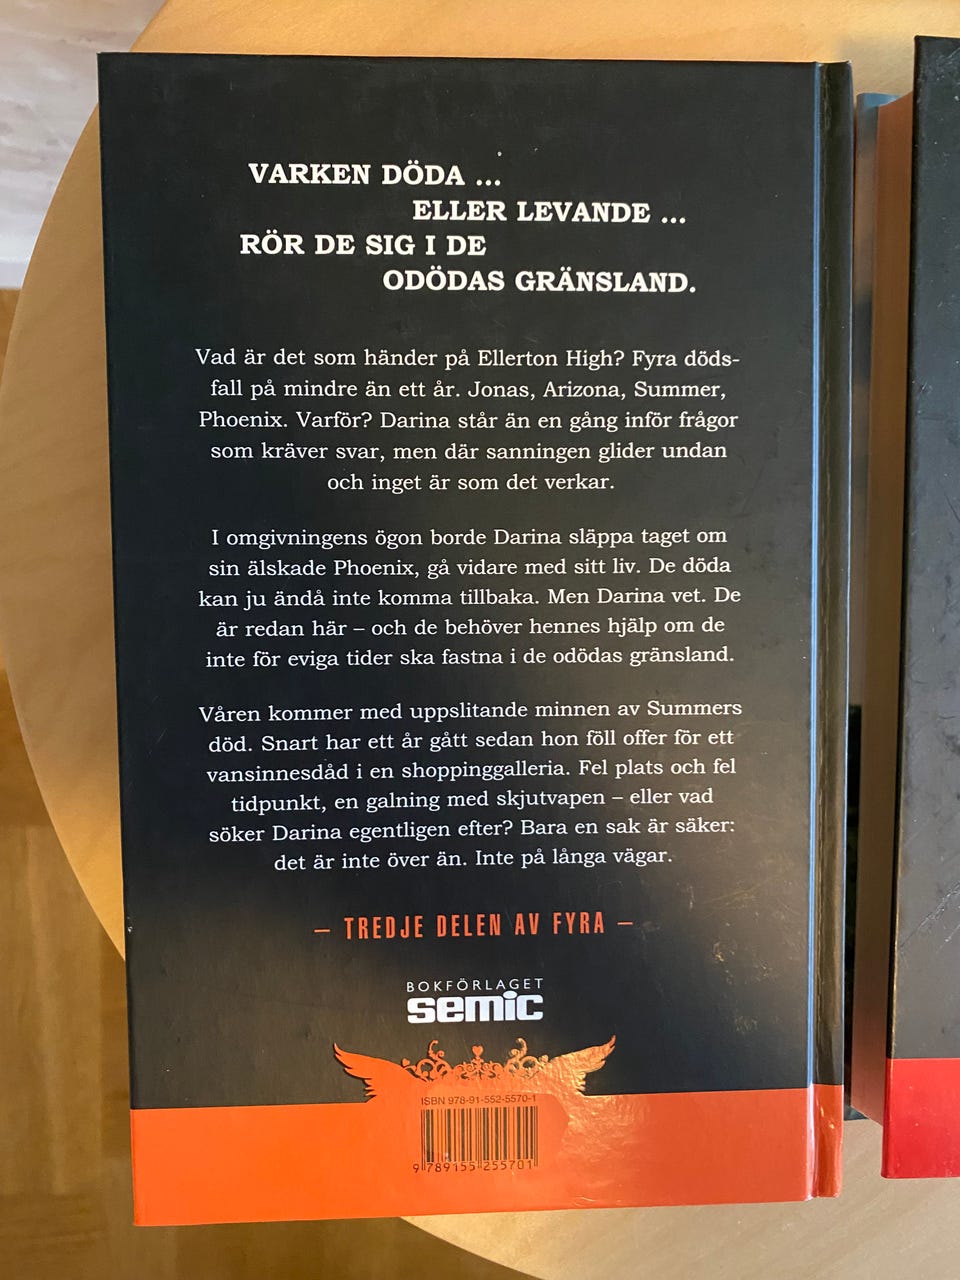 VARKEN DÖDA ...
ELLER LEVANDE ...
RÖR DE SIG I DE
ODÖDAS GRÄNSLAND.
Vad är det som händer på Ellerton High? Fyra döds-
fall på mindre än ett år. Jonas, Arizona, Summer,
Phoenix. Varför? Darina står än en gång inför frågor
som kräver svar, men där sanningen glider undan
och inget är som det verkar.
I omgivningens ögon borde Darina släppa taget om
sin älskade Phoenix, gå vidare med sitt liv. De döda
kan ju ändå inte komma tillbaka. Men Darina vet. De
är redan här – och de behöver hennes hjälp om de
inte för eviga tider ska fastna i de odödas gränsland.
Våren kommer med uppslitande minnen av Summers
död. Snart har ett år gått sedan hon föll offer för ett
vansinnesdåd i en shoppinggalleria. Fel plats och fel
tidpunkt, en galning med skjutvapen – eller vad
söker Darina egentligen efter? Bara en sak är säker:
det är inte över än. Inte på långa vägar.
– TREDJE DELEN AV FYRA –
BOKFÖRLAGET
semic
ISBN 978-91-552-5570-1
9 789155 255701